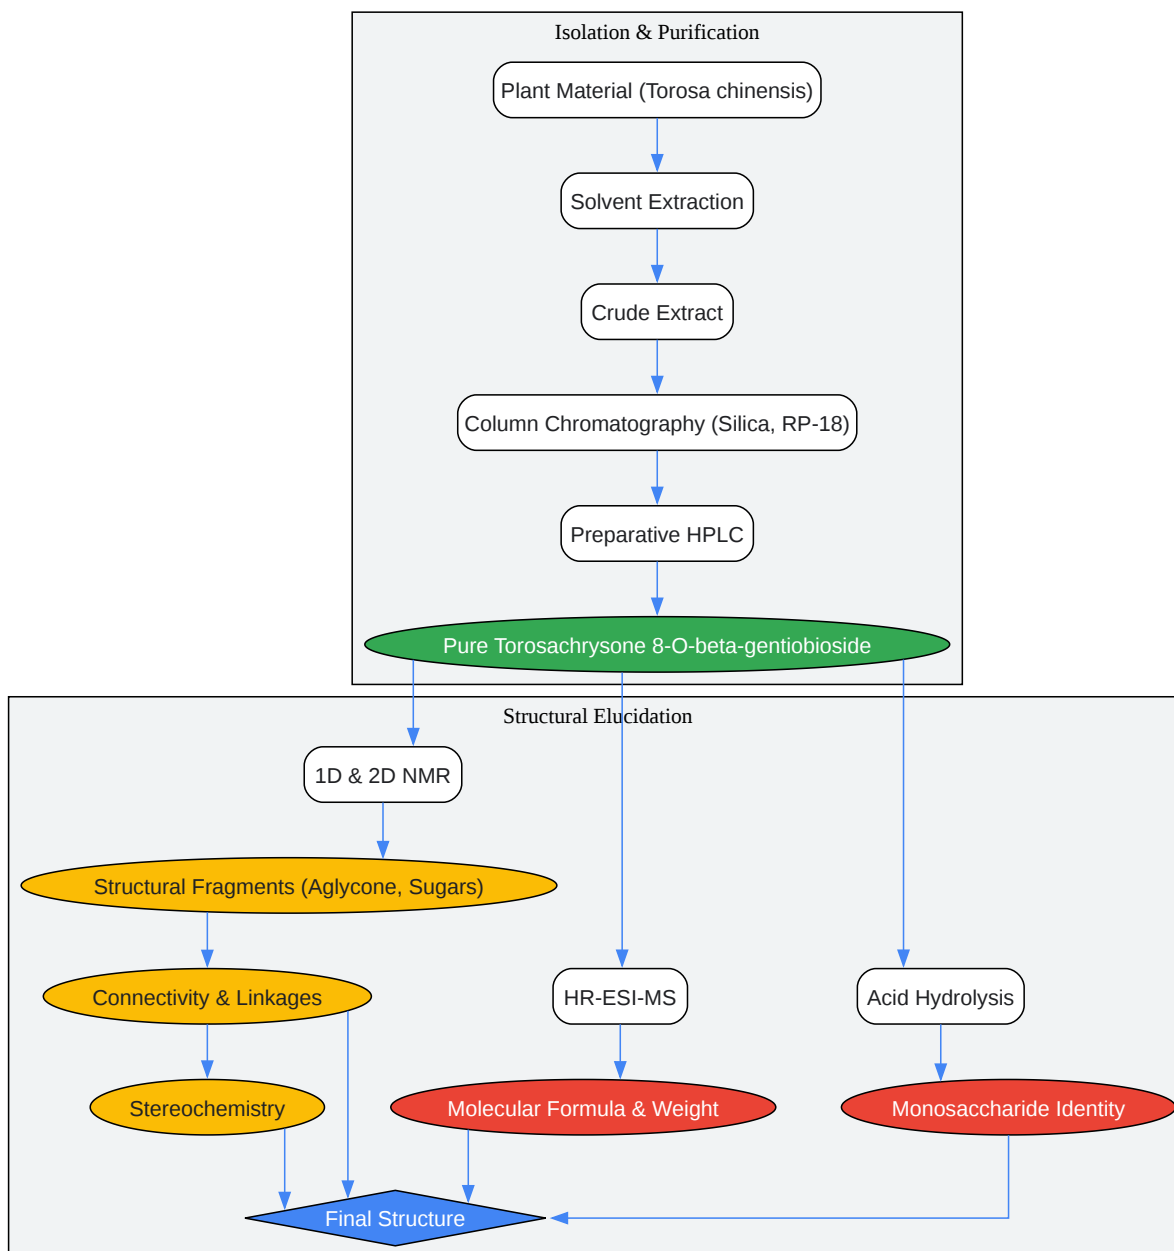 Isolation & Purification
Plant Material (Torosa chinensis)
Solvent Extraction
Crude Extract
Column Chromatography (Silica, RP-18)
Preparative HPLC
Pure Torosachrysone 8-O-beta-gentiobioside
Structural Elucidation
1D & 2D NMR
Structural Fragments (Aglycone, Sugars)
Connectivity & Linkages
HR-ESI-MS
Acid Hydrolysis
Stereochemistry
Molecular Formula & Weight
Monosaccharide Identity
Final Structure